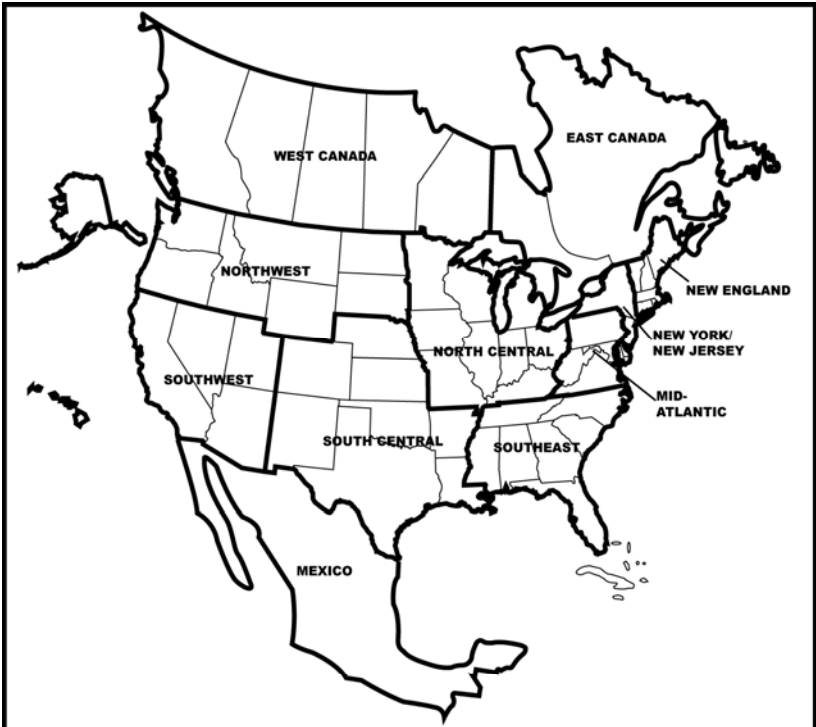 EAST CANADA
WEST CANADA
NORTHWEST
NEW ENGLAND
NEW YORK/
NEW JERSEY
NORTH CENTRAL
SOUTHWEST
MID-
ATLANTIC
SOUTH CENTRAL
SOUTHEAST
MEXICO